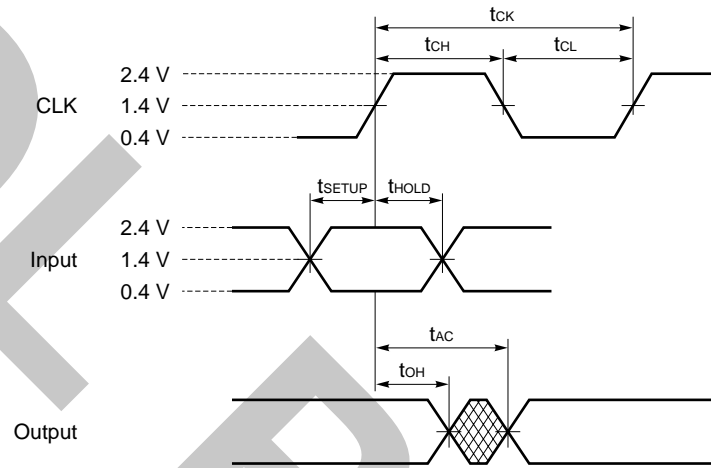 tCK
tCH tCL
2.4 V
CLK 1.4 V
0.4 V
tSETUP tHOLD
2.4 V
Input 1.4 V
0.4 V
tAC
tOH
Output